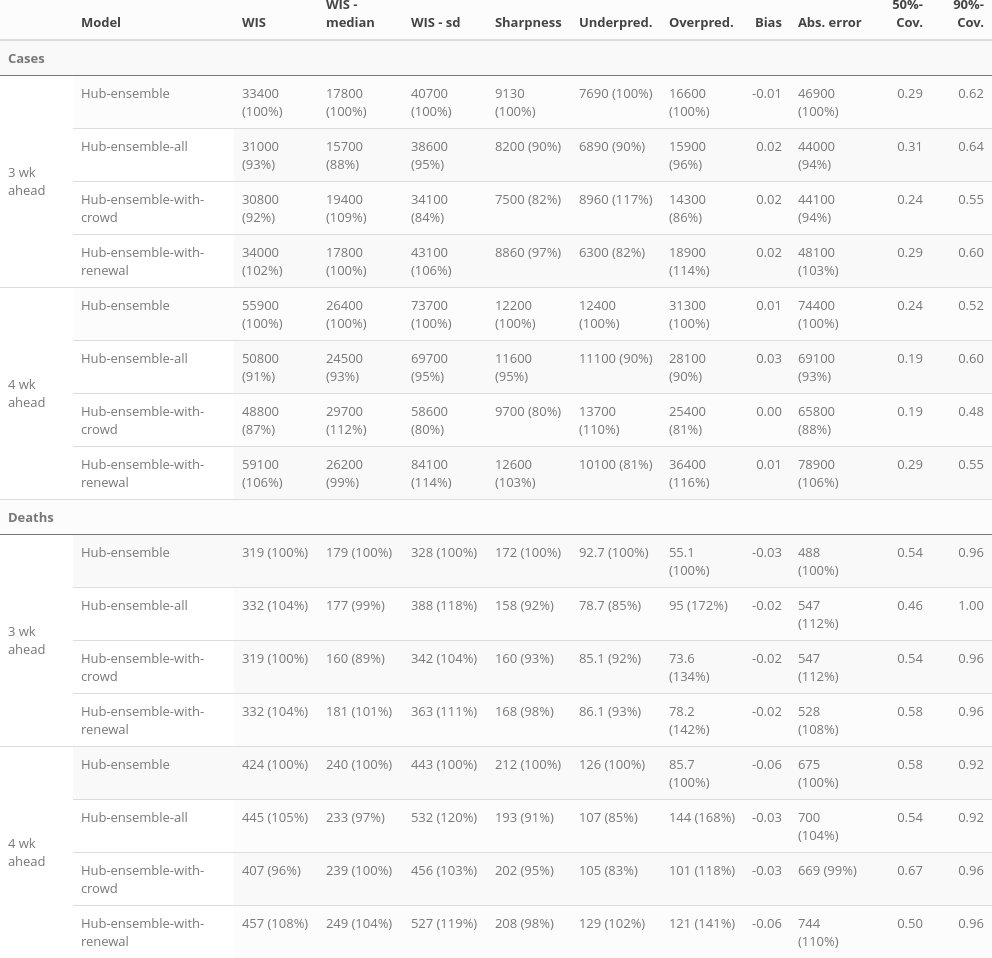 Model WIS WIS - median WIS - sd Sharpness Underpred. Overpred. Bias Abs. error 50%-Cov. 90%-Cov.
Cases
3 wk ahead
Hub-ensemble 33400 (100%) 17800 (100%) 40700 (100%) 9130 (100%) 7690 (100%) 16600 (100%) -0.01 46900 (100%) 0.29 0.62
Hub-ensemble-all 31000 (93%) 15700 (88%) 38600 (95%) 8200 (90%) 6890 (90%) 15900 (96%) 0.02 44000 (94%) 0.31 0.64
Hub-ensemble-with-crowd 30800 (92%) 19400 (109%) 34100 (84%) 7500 (82%) 8960 (117%) 14300 (86%) 0.02 44100 (94%) 0.24 0.55
Hub-ensemble-with-renewal 34000 (102%) 17800 (100%) 43100 (106%) 8860 (97%) 6300 (82%) 18900 (114%) 0.02 48100 (103%) 0.29 0.60
4 wk ahead
Hub-ensemble 55900 (100%) 26400 (100%) 73700 (100%) 12200 (100%) 12400 (100%) 31300 (100%) 0.01 74400 (100%) 0.24 0.52
Hub-ensemble-all 50800 (91%) 24500 (93%) 69700 (95%) 11600 (95%) 11100 (90%) 28100 (90%) 0.03 69100 (93%) 0.19 0.60
Hub-ensemble-with-crowd 48800 (87%) 29700 (112%) 58600 (80%) 9700 (80%) 13700 (110%) 25400 (81%) 0.00 65800 (88%) 0.19 0.48
Hub-ensemble-with-renewal 59100 (106%) 26200 (99%) 84100 (114%) 12600 (103%) 10100 (81%) 36400 (116%) 0.01 78900 (106%) 0.29 0.55
Deaths
3 wk ahead
Hub-ensemble 319 (100%) 179 (100%) 328 (100%) 172 (100%) 92.7 (100%) 55.1 (100%) -0.03 488 (100%) 0.54 0.96
Hub-ensemble-all 332 (104%) 177 (99%) 388 (118%) 158 (92%) 78.7 (85%) 95 (172%) -0.02 547 (112%) 0.46 1.00
Hub-ensemble-with-crowd 319 (100%) 160 (89%) 342 (104%) 160 (93%) 85.1 (92%) 73.6 (134%) -0.02 547 (112%) 0.54 0.96
Hub-ensemble-with-renewal 332 (104%) 181 (101%) 363 (111%) 168 (98%) 86.1 (93%) 78.2 (142%) -0.02 528 (108%) 0.58 0.96
4 wk ahead
Hub-ensemble 424 (100%) 240 (100%) 443 (100%) 212 (100%) 126 (100%) 85.7 (100%) -0.06 675 (100%) 0.58 0.92
Hub-ensemble-all 445 (105%) 233 (97%) 532 (120%) 193 (91%) 107 (85%) 144 (168%) -0.03 700 (104%) 0.54 0.92
Hub-ensemble-with-crowd 407 (96%) 239 (100%) 456 (103%) 202 (95%) 105 (83%) 101 (118%) -0.03 669 (99%) 0.67 0.96
Hub-ensemble-with-renewal 457 (108%) 249 (104%) 527 (119%) 208 (98%) 129 (102%) 121 (141%) -0.06 744 (110%) 0.50 0.96